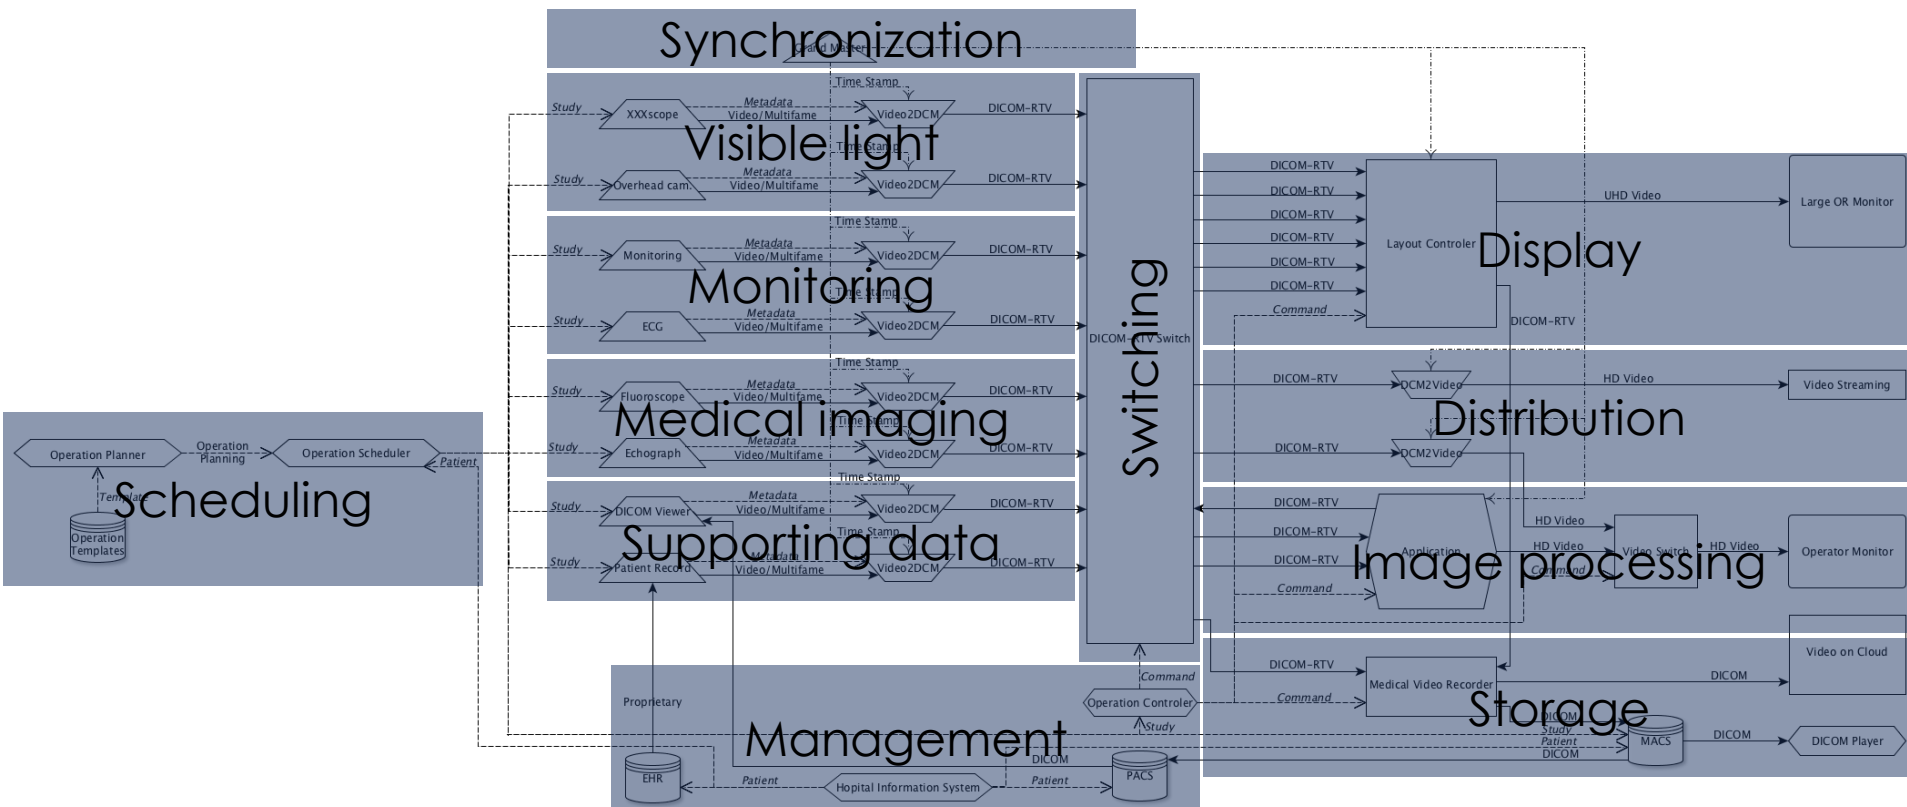 Synchronization
Grand Master
Time Stamp
Study
XXXscope
Metadata
Video/Multifame
Video2DCM
DICOM-RTV
Visible light
Time Stamp
Study
Overhead cam.
Metadata
Video/Multifame
Video2DCM
DICOM-RTV
Time Stamp
Study
Monitoring
Metadata
Video/Multifame
Video2DCM
DICOM-RTV
Monitoring
Time Stamp
Study
ECG
Metadata
Video/Multifame
Video2DCM
DICOM-RTV
Time Stamp
Study
Fluoroscope
Metadata
Video/Multifame
Video2DCM
DICOM-RTV
Medical imaging
Time Stamp
Study
Echograph
Metadata
Video/Multifame
Video2DCM
DICOM-RTV
Time Stamp
Study
DICOM Viewer
Metadata
Video/Multifame
Video2DCM
DICOM-RTV
Supporting data
Time Stamp
Study
Patient Record
Metadata
Video/Multifame
Video2DCM
DICOM-RTV
Operation Planner
Operation
Planning
Operation Scheduler
Patient
Template
Scheduling
Operation
Templates
Switching
DICOM-RTV Switch
DICOM-RTV
DICOM-RTV
DICOM-RTV
DICOM-RTV
DICOM-RTV
DICOM-RTV
Command
Layout Controler
UHD Video
Large OR Monitor
Display
DICOM-RTV
DICOM-RTV
DCM2Video
HD Video
Video Streaming
Distribution
DICOM-RTV
DCM2Video
DICOM-RTV
DICOM-RTV
DICOM-RTV
Command
Application
HD Video
HD Video
Command
Video Switch
HD Video
Operator Monitor
Image processing
Video on Cloud
DICOM-RTV
Command
Medical Video Recorder
DICOM
Storage
DICOM
Study
Patient
DICOM
MACS
DICOM
DICOM Player
Command
Operation Controler
Study
Proprietary
Management
DICOM
EHR
Patient
Hopital Information System
Patient
PACS